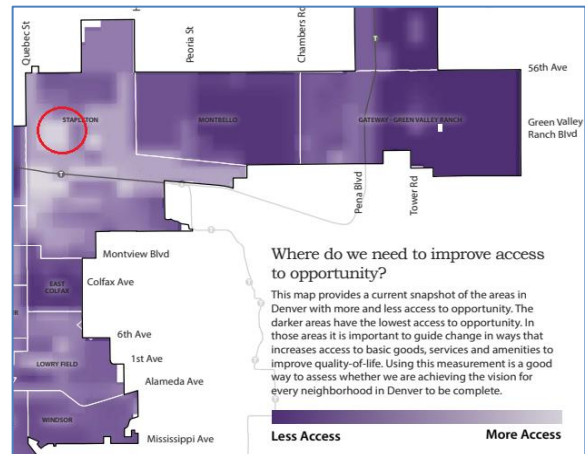 Quebec St
Peoria St
Chambers Rd
56th Ave
STAPLETON
MONTBELLO
GATEWAY - GREEN VALLEY RANCH
Green Valley
Ranch Blvd
T
T
Pena Blvd
Tower Rd
Montview Blvd
EAST
COLFAX
Colfax Ave
6th Ave
1st Ave
LOWRY FIELD
Alameda Ave
WINDSOR
Mississippi Ave
Where do we need to improve access
to opportunity?
This map provides a current snapshot of the areas in
Denver with more and less access to opportunity. The
darker areas have the lowest access to opportunity. In
those areas it is important to guide change in ways that
increases access to basic goods, services and amenities to
improve quality-of-life. Using this measurement is a good
way to assess whether we are achieving the vision for
every neighborhood in Denver to be complete.
Less Access
More Access